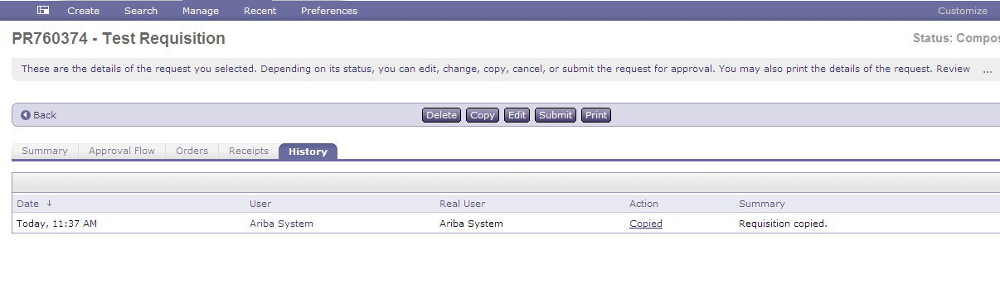 Create Search Manage Recent Preferences Customize
PR760374 - Test Requisition Status: Compos
These are the details of the request you selected. Depending on its status, you can edit, change, copy, cancel, or submit the request for approval. You may also print the details of the request. Review ...
Back Delete Copy Edit Submit Print
Summary Approval Flow Orders Receipts History
Date ↓ User Real User Action Summary
Today, 11:37 AM Ariba System Ariba System Copied Requisition copied.